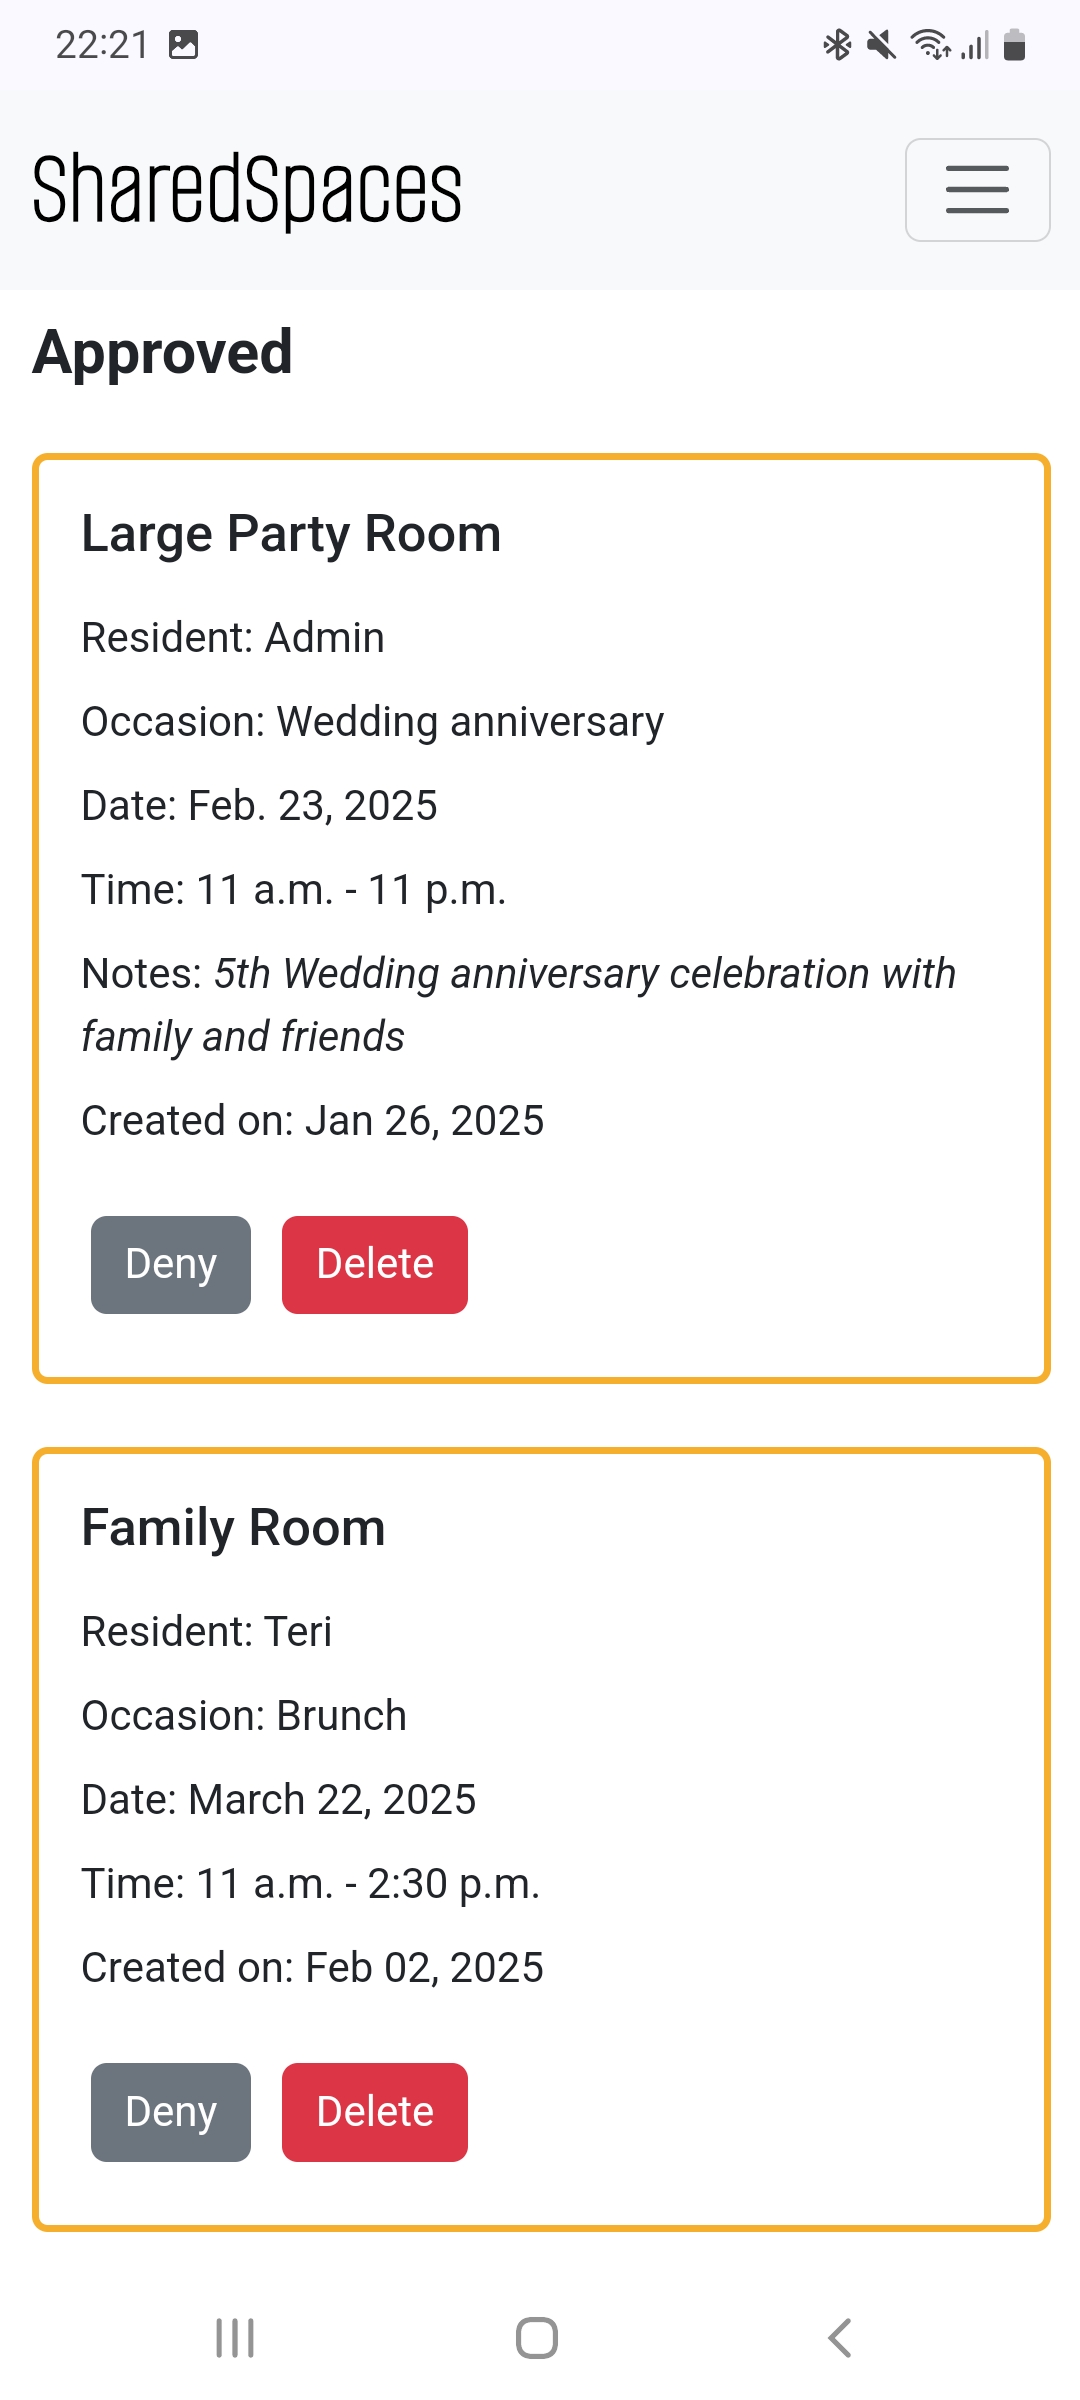 22:21
SharedSpaces
Approved
Large Party Room
Resident: Admin
Occasion: Wedding anniversary
Date: Feb. 23, 2025
Time: 11 a.m. - 11 p.m.
Notes: 5th Wedding anniversary celebration with
family and friends
Created on: Jan 26, 2025
Deny Delete
Family Room
Resident: Teri
Occasion: Brunch
Date: March 22, 2025
Time: 11 a.m. - 2:30 p.m.
Created on: Feb 02, 2025
Deny Delete